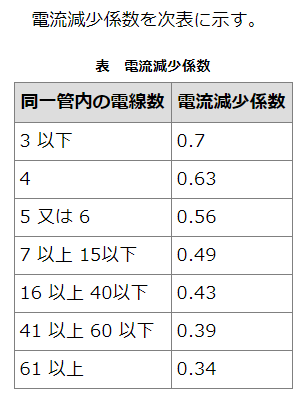 電流減少係数を次表に示す。
表　電流減少係数
同一管内の電線数 電流減少係数
3 以下 0.7
4 0.63
5 又は 6 0.56
7 以上 15以下 0.49
16 以上 40以下 0.43
41 以上 60 以下 0.39
61 以上 0.34